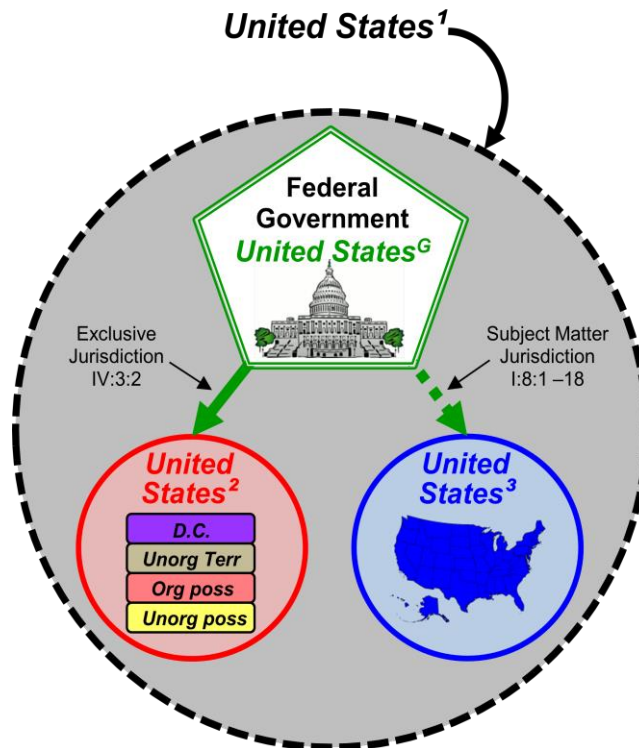 United States¹
Federal
Government
United Statesᴳ
Exclusive
Jurisdiction
IV:3:2
Subject Matter
Jurisdiction
I:8:1 –18
United
States²
D.C.
Unorg Terr
Org poss
Unorg poss
United
States³